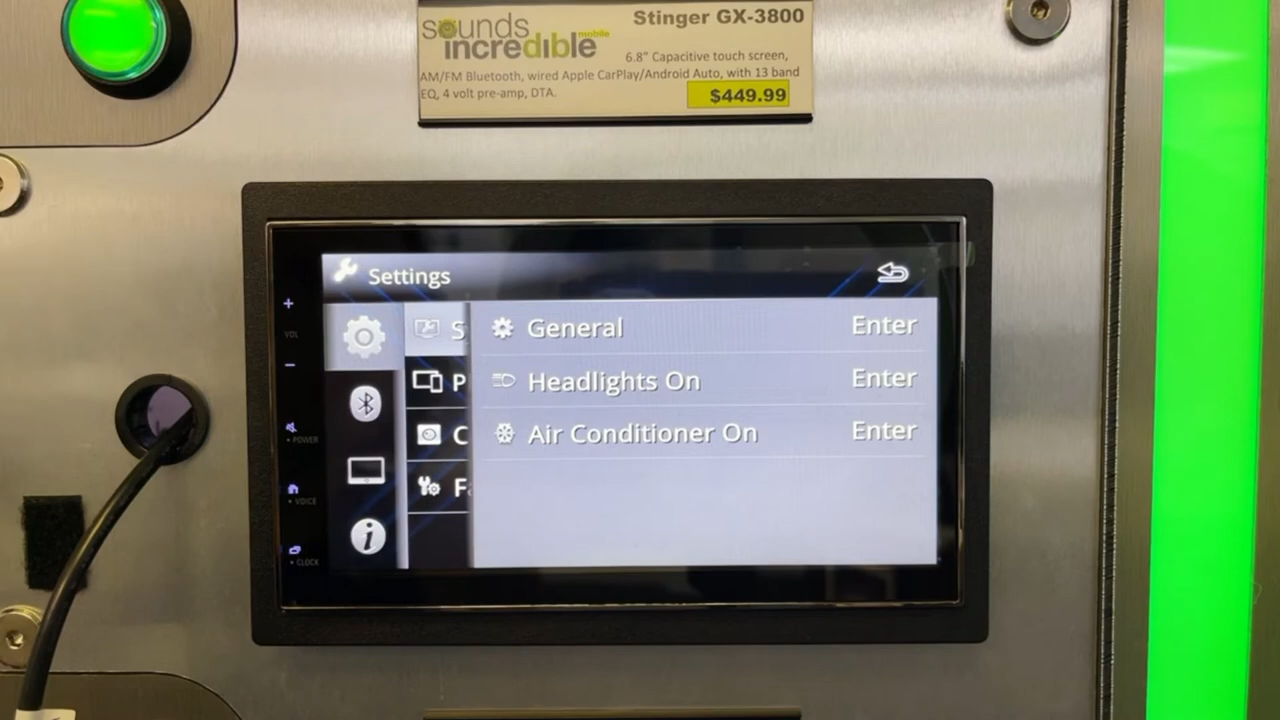 sounds
incredible
mobile
Stinger GX-3800
6.8" Capacitive touch screen,
AM/FM Bluetooth, wired Apple CarPlay/Android Auto, with 13 band
EQ, 4 volt pre-amp, DTA.
$449.99
Settings
+
VOL
−
• POWER
• VOICE
• CLOCK
S
P
C
F
General Enter
Headlights On Enter
Air Conditioner On Enter